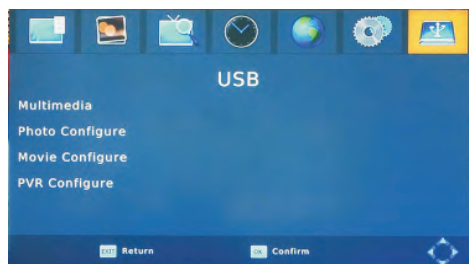 USB
Multimedia
Photo Configure
Movie Configure
PVR Configure
EXIT Return OK Confirm